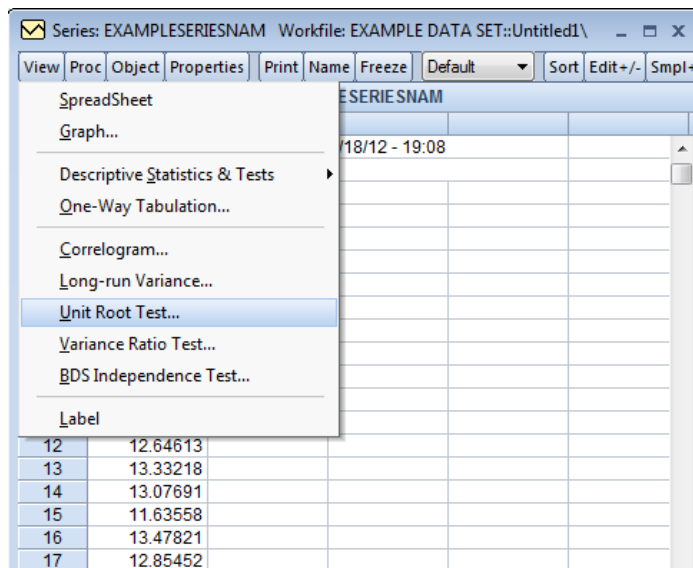 Series: EXAMPLESERIESNAM Workfile: EXAMPLE DATA SET::Untitled1\
View Proc Object Properties Print Name Freeze Default Sort Edit+/- Smpl+
ESERIESNAM
SpreadSheet
Graph...
/18/12 - 19:08
Descriptive Statistics & Tests
One-Way Tabulation...
Correlogram...
Long-run Variance...
Unit Root Test...
Variance Ratio Test...
BDS Independence Test...
Label
12 12.64613
13 13.33218
14 13.07691
15 11.63558
16 13.47821
17 12.85452